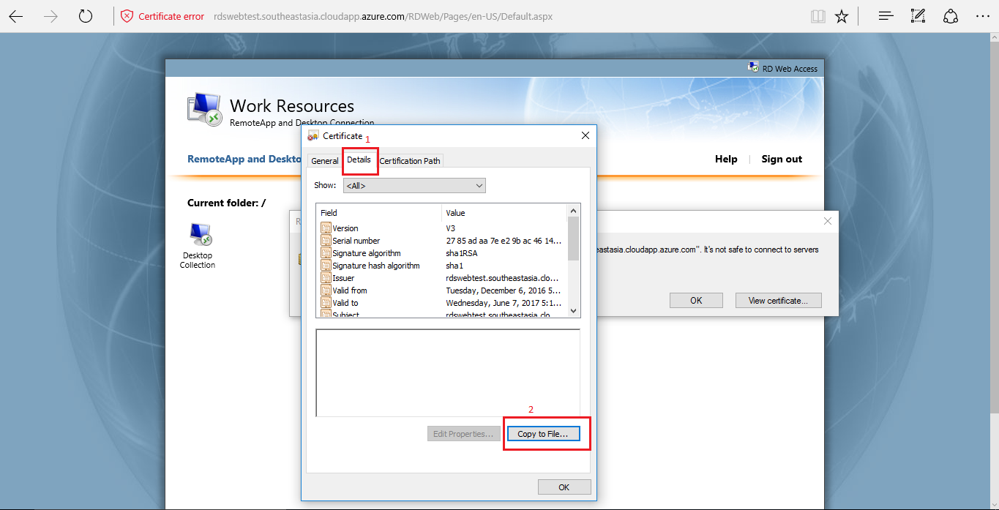 Certificate error rdswebtest.southeastasia.cloudapp.azure.com/RDWeb/Pages/en-US/Default.aspx
RD Web Access
Work Resources
RemoteApp and Desktop Connection
RemoteApp and Deskto
Help | Sign out
Current folder: /
Desktop
Collection
Certificate 1
General Details Certification Path
Show: <All>
Field Value
Version V3
Serial number 27 85 ad aa 7e e2 9b ac 46 14...
Signature algorithm sha1RSA
Signature hash algorithm sha1
Issuer rdswebtest.southeastasia.clo...
Valid from Tuesday, December 6, 2016 5...
Valid to Wednesday, June 7, 2017 5:1...
Subject rdswebtest.southeastasia.clo...
2
Edit Properties... Copy to File...
OK
R
eastasia.cloudapp.azure.com". It's not safe to connect to servers
OK View certificate...